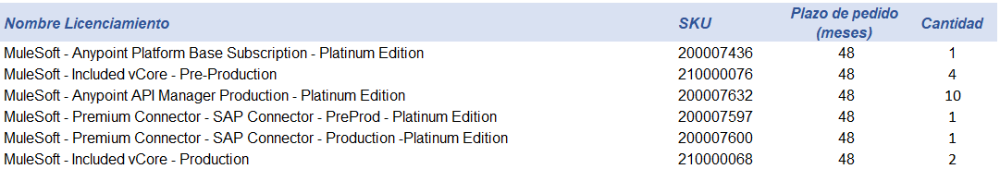 Nombre Licenciamiento SKU Plazo de pedido (meses) Cantidad
MuleSoft - Anypoint Platform Base Subscription - Platinum Edition 200007436 48 1
MuleSoft - Included vCore - Pre-Production 210000076 48 4
MuleSoft - Anypoint API Manager Production - Platinum Edition 200007632 48 10
MuleSoft - Premium Connector - SAP Connector - PreProd - Platinum Edition 200007597 48 1
MuleSoft - Premium Connector - SAP Connector - Production -Platinum Edition 200007600 48 1
MuleSoft - Included vCore - Production 210000068 48 2